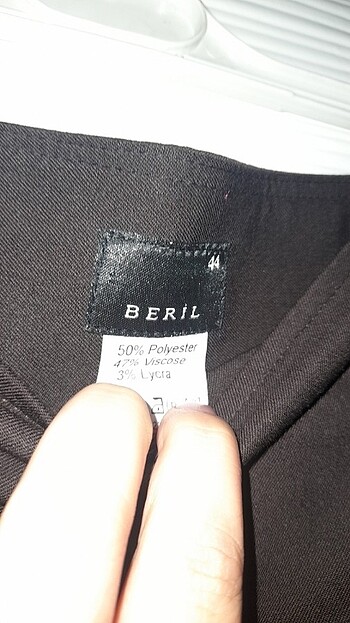 44
BERİL
50% Polyester
47% Viscose
3% Lycra